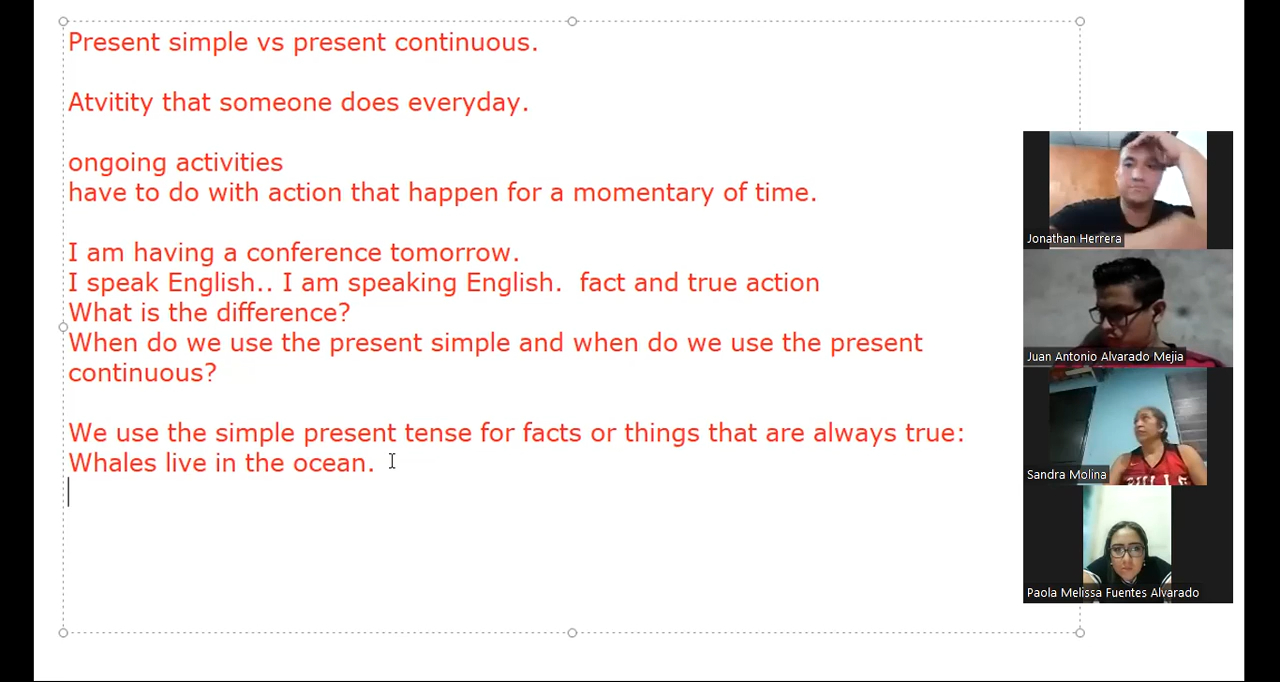 Present simple vs present continuous.
Atvitity that someone does everyday.
ongoing activities
have to do with action that happen for a momentary of time.
I am having a conference tomorrow.
I speak English.. I am speaking English.  fact and true action
What is the difference?
When do we use the present simple and when do we use the present
continuous?
We use the simple present tense for facts or things that are always true:
Whales live in the ocean.
Jonathan Herrera
Juan Antonio Alvarado Mejia
Sandra Molina
Paola Melissa Fuentes Alvarado